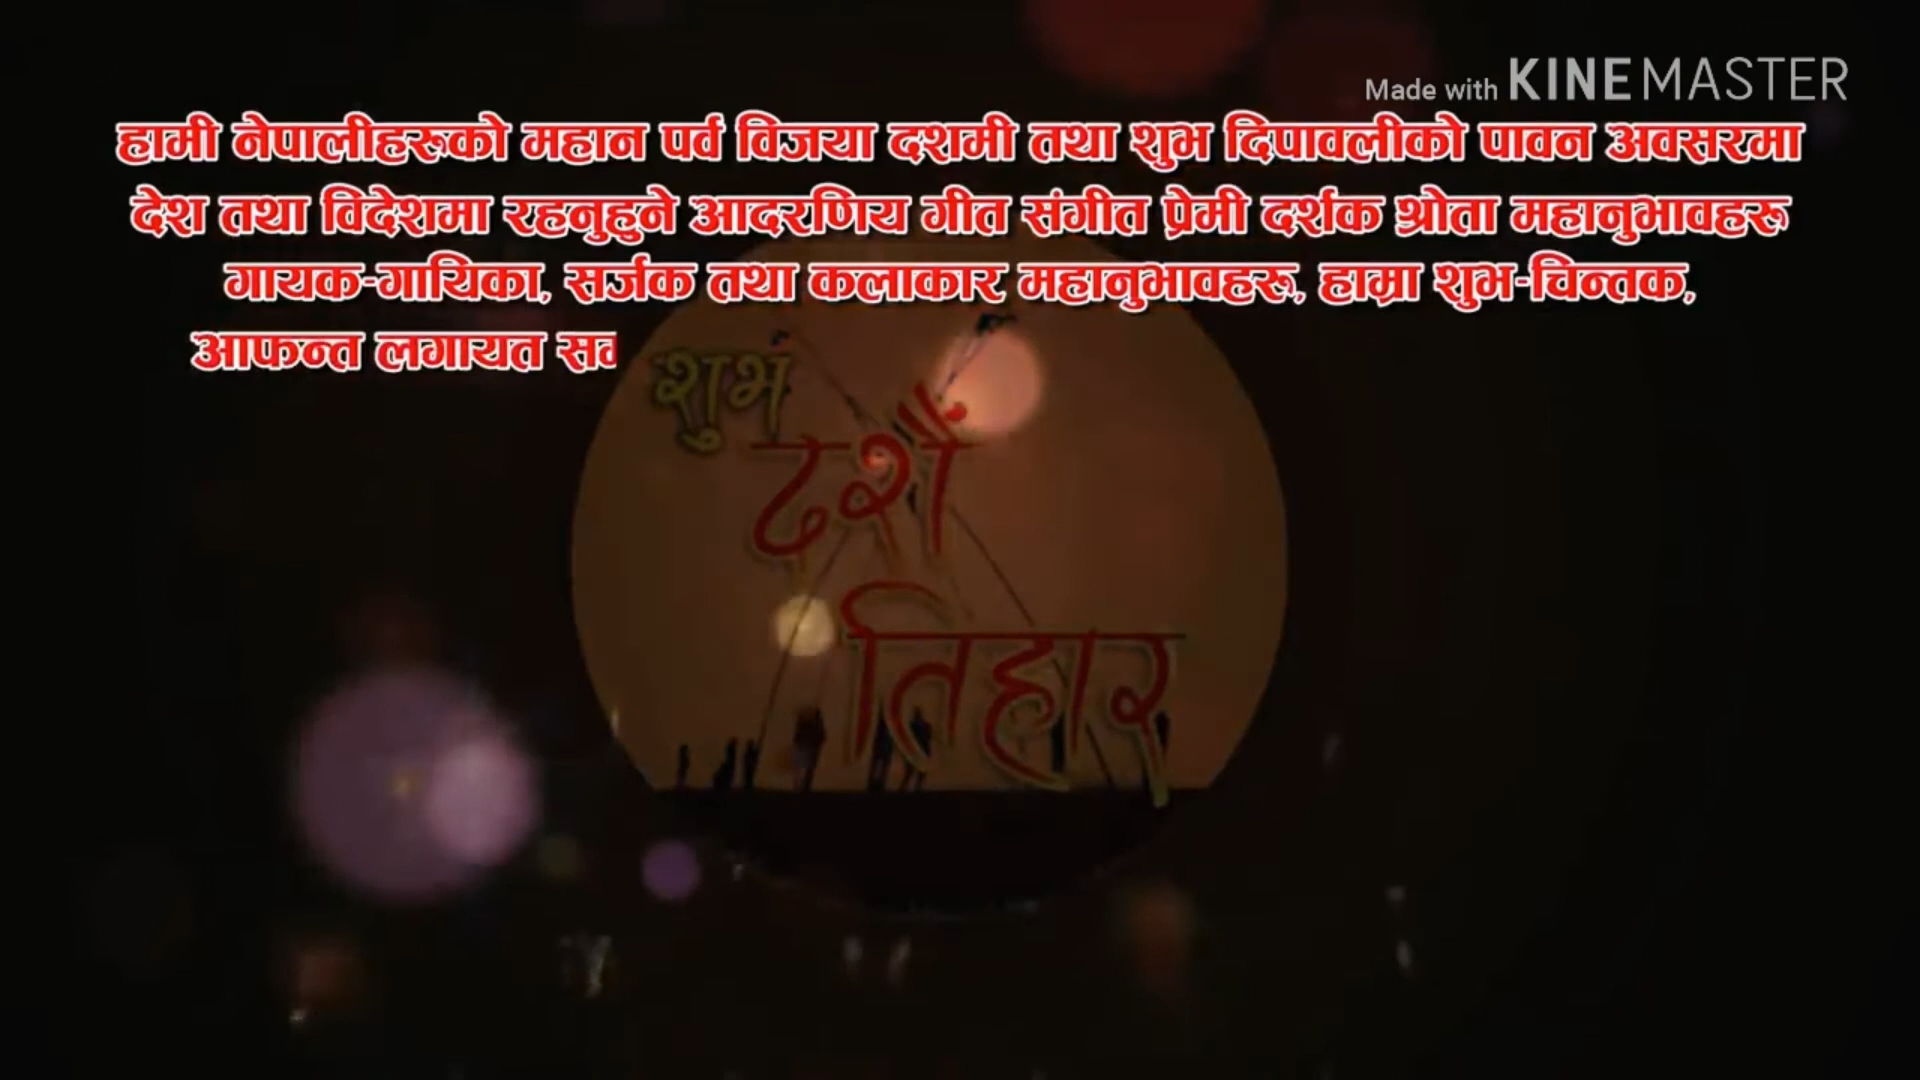 Made with KINEMASTER
हामी नेपालीहरुको महान पर्व विजया दशमी तथा शुभ दिपावलीको पावन अवसरमा
देश तथा विदेशमा रहनुहुने आदरणिय गीत संगीत प्रेमी दर्शक श्रोता महानुभावहरू
गायक-गायिका, सर्जक तथा कलाकार महानुभावहरू, हाम्रा शुभ-चिन्तक,
आफन्त लगायत
शुभं
दशैं
तिहार